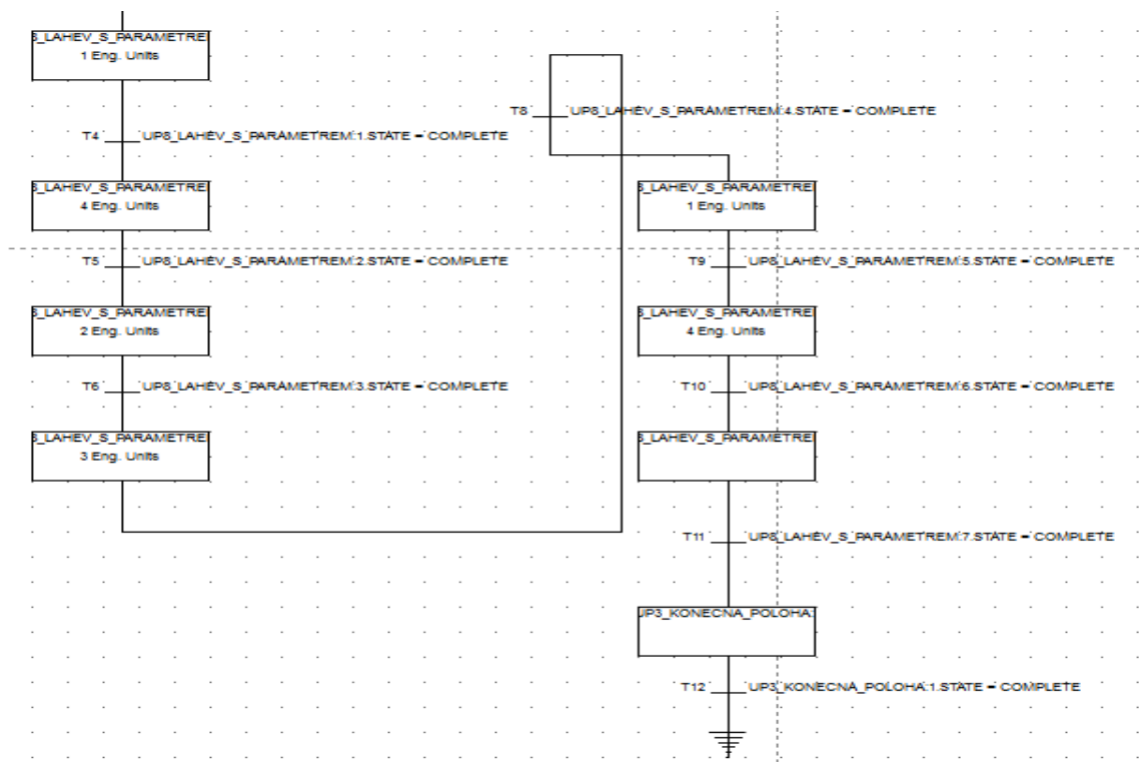 S_LAHEV_S_PARAMETRE
1 Eng. Units
T4 UP8_LAHEV_S_PARAMETREM:1.STATE = COMPLETE
S_LAHEV_S_PARAMETRE
4 Eng. Units
T5 UP8_LAHEV_S_PARAMETREM:2.STATE = COMPLETE
S_LAHEV_S_PARAMETRE
2 Eng. Units
T6 UP8_LAHEV_S_PARAMETREM:3.STATE = COMPLETE
S_LAHEV_S_PARAMETRE
3 Eng. Units
T8 UP8_LAHEV_S_PARAMETREM:4.STATE = COMPLETE
S_LAHEV_S_PARAMETRE
1 Eng. Units
T9 UP8_LAHEV_S_PARAMETREM:5.STATE = COMPLETE
S_LAHEV_S_PARAMETRE
4 Eng. Units
T10 UP8_LAHEV_S_PARAMETREM:6.STATE = COMPLETE
S_LAHEV_S_PARAMETRE
T11 UP8_LAHEV_S_PARAMETREM:7.STATE = COMPLETE
UP3_KONECNA_POLOHA:
T12 UP3_KONECNA_POLOHA:1.STATE = COMPLETE